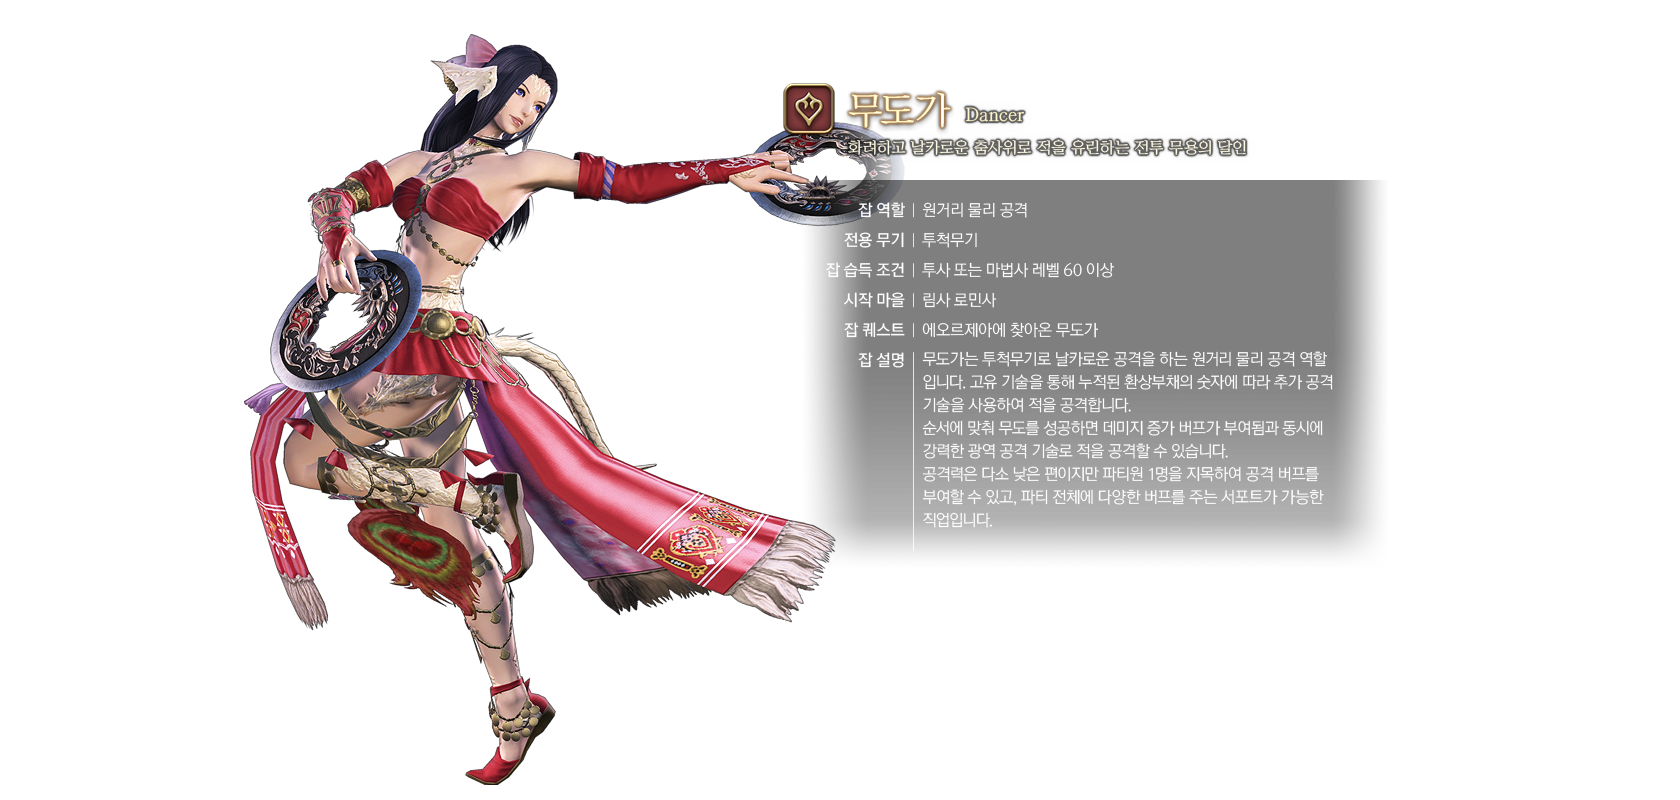 무도가 Dancer
화려하고 날카로운 춤사위로 적을 유린하는 전투 무용의 달인
잡 역할 원거리 물리 공격
전용 무기 투척무기
잡 습득 조건 투사 또는 마법사 레벨 60 이상
시작 마을 림사 로민사
잡 퀘스트 에오르제아에 찾아온 무도가
잡 설명 무도가는 투척무기로 날카로운 공격을 하는 원거리 물리 공격 역할
입니다. 고유 기술을 통해 누적된 환상부채의 숫자에 따라 추가 공격
기술을 사용하여 적을 공격합니다.
순서에 맞춰 무도를 성공하면 데미지 증가 버프가 부여됨과 동시에
강력한 광역 공격 기술로 적을 공격할 수 있습니다.
공격력은 다소 낮은 편이지만 파티원 1명을 지목하여 공격 버프를
부여할 수 있고, 파티 전체에 다양한 버프를 주는 서포트가 가능한
직업입니다.